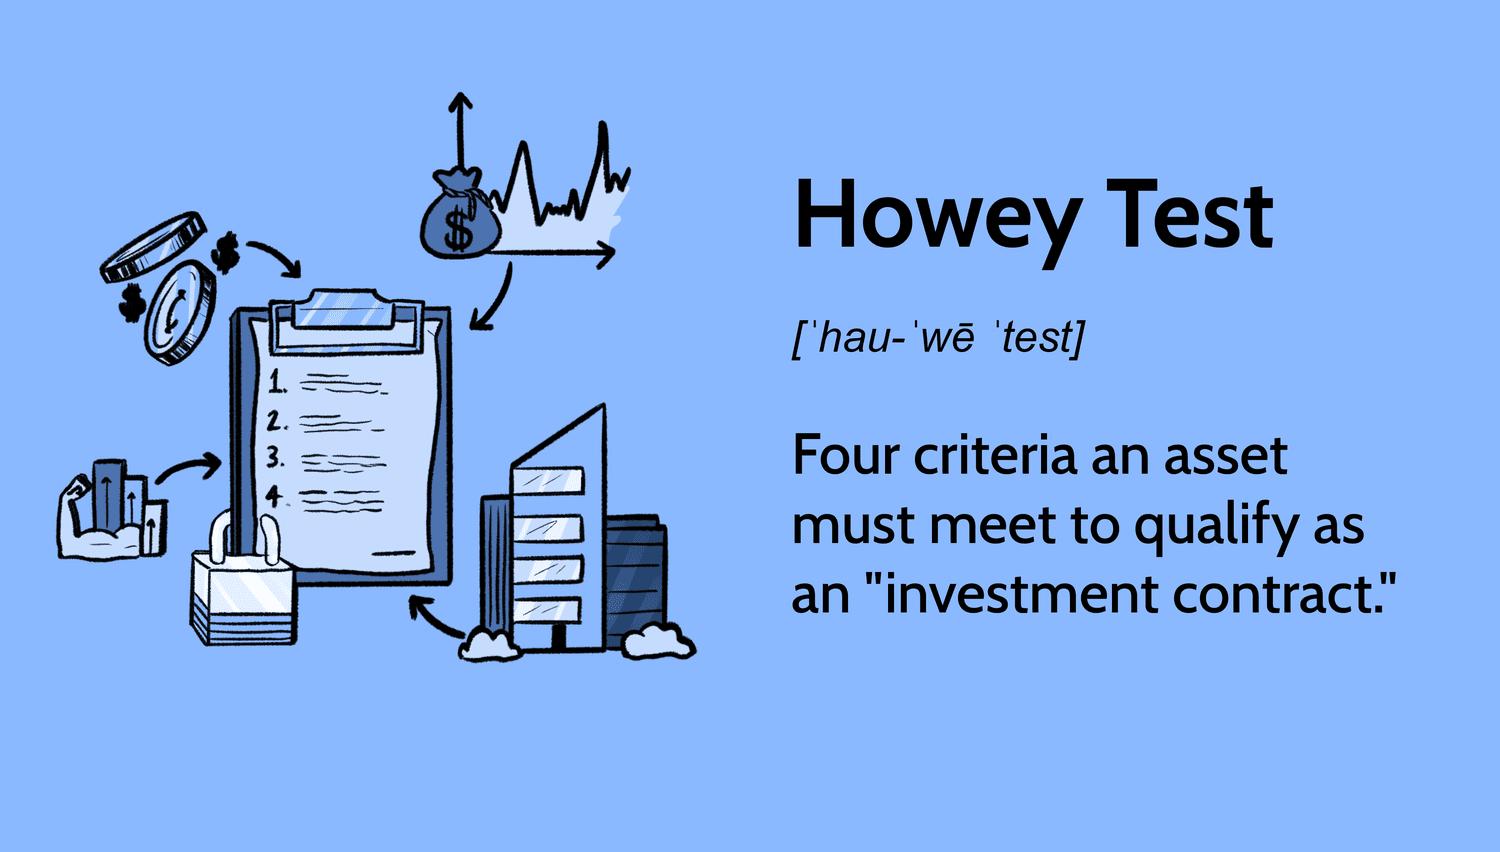 Howey Test
[ˈhau-ˈwē ˈtest]
Four criteria an asset
must meet to qualify as
an "investment contract."
$
$
$
1.
2.
3.
4.